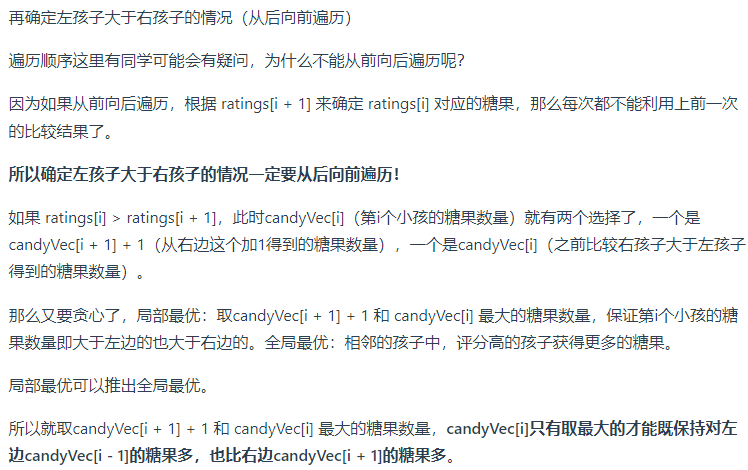 再确定左孩子大于右孩子的情况（从后向前遍历）
遍历顺序这里有同学可能会有疑问，为什么不能从前向后遍历呢？
因为如果从前向后遍历，根据 ratings[i + 1] 来确定 ratings[i] 对应的糖果，那么每次都不能利用上前一次
的比较结果了。
所以确定左孩子大于右孩子的情况一定要从后向前遍历！
如果 ratings[i] > ratings[i + 1]，此时candyVec[i]（第i个小孩的糖果数量）就有两个选择了，一个是
candyVec[i + 1] + 1（从右边这个加1得到的糖果数量），一个是candyVec[i]（之前比较右孩子大于左孩子
得到的糖果数量）。
那么又要贪心了，局部最优：取candyVec[i + 1] + 1 和 candyVec[i] 最大的糖果数量，保证第i个小孩的糖
果数量即大于左边的也大于右边的。全局最优：相邻的孩子中，评分高的孩子获得更多的糖果。
局部最优可以推出全局最优。
所以就取candyVec[i + 1] + 1 和 candyVec[i] 最大的糖果数量，candyVec[i]只有取最大的才能既保持对左
边candyVec[i - 1]的糖果多，也比右边candyVec[i + 1]的糖果多。